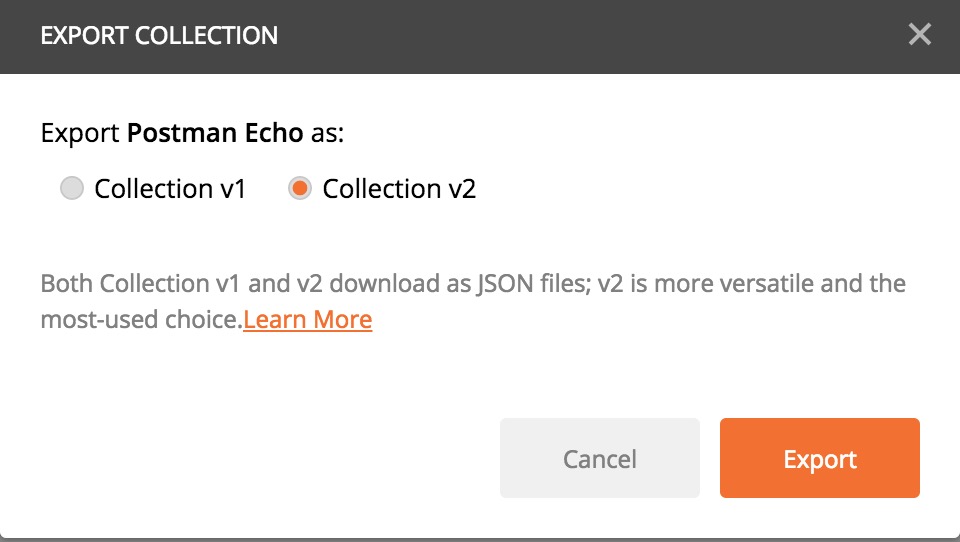 EXPORT COLLECTION
Export Postman Echo as:
Collection v1 Collection v2
Both Collection v1 and v2 download as JSON files; v2 is more versatile and the
most-used choice.Learn More
Cancel Export